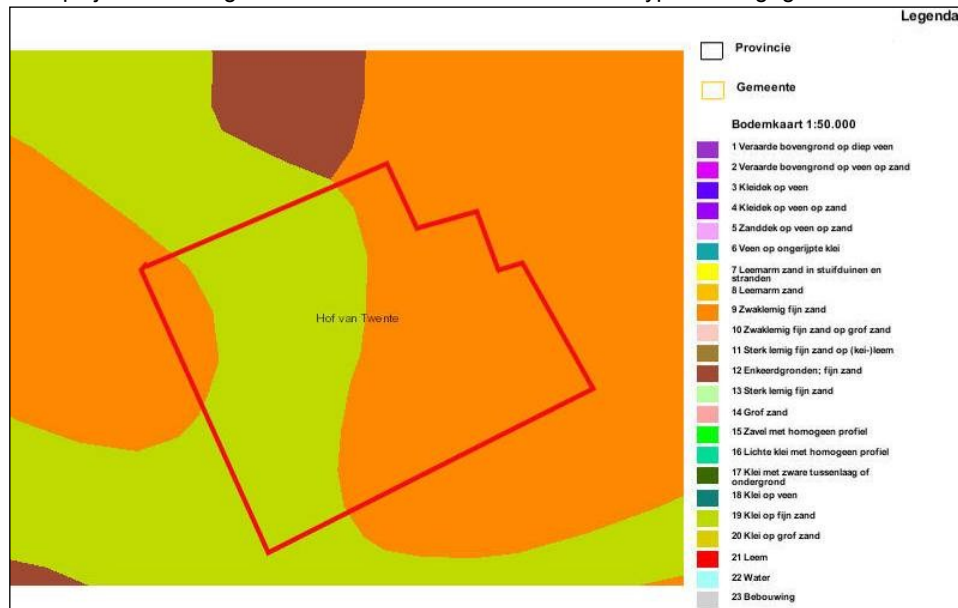 Legenda
Provincie
Gemeente
Bodemkaart 1:50.000
1 Veraarde bovengrond op diep veen
2 Veraarde bovengrond op veen op zand
3 Kleidek op veen
4 Kleidek op veen op zand
5 Zanddek op veen op zand
6 Veen op ongerijpte klei
7 Leemarm zand in stuifduinen en
stranden
8 Leemarm zand
9 Zwaklemig fijn zand
10 Zwaklemig fijn zand op grof zand
11 Sterk lemig fijn zand op (kei-)leem
12 Enkeerdgronden; fijn zand
13 Sterk lemig fijn zand
14 Grof zand
15 Zavel met homogeen profiel
16 Lichte klei met homogeen profiel
17 Klei met zware tussenlaag of
ondergrond
18 Klei op veen
19 Klei op fijn zand
20 Klei op grof zand
21 Leem
22 Water
23 Bebouwing
Hof van Twente